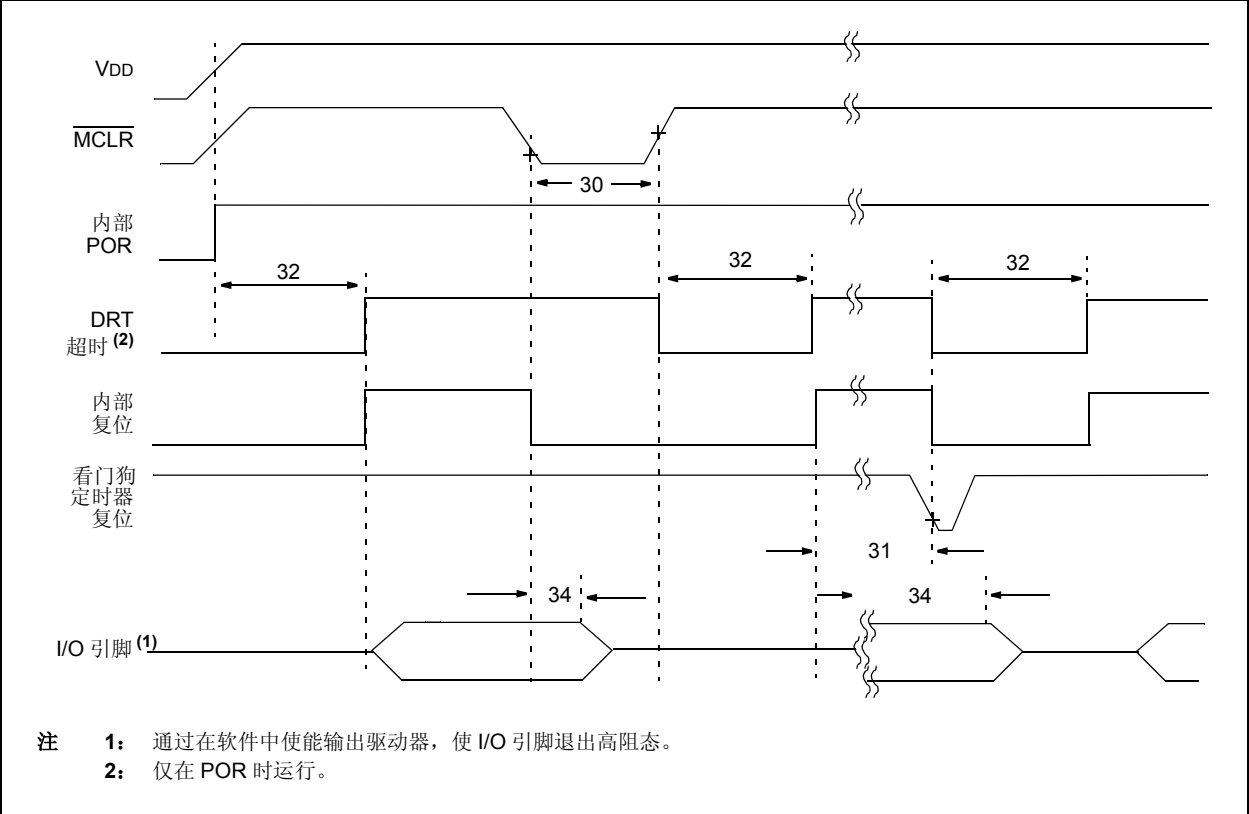 VDD
MCLR
30
内部
POR
32
32
32
DRT
超时 (2)
内部
复位
看门狗
定时器
复位
31
34
34
I/O 引脚 (1)
注 1： 通过在软件中使能输出驱动器，使 I/O 引脚退出高阻态。
2： 仅在 POR 时运行。